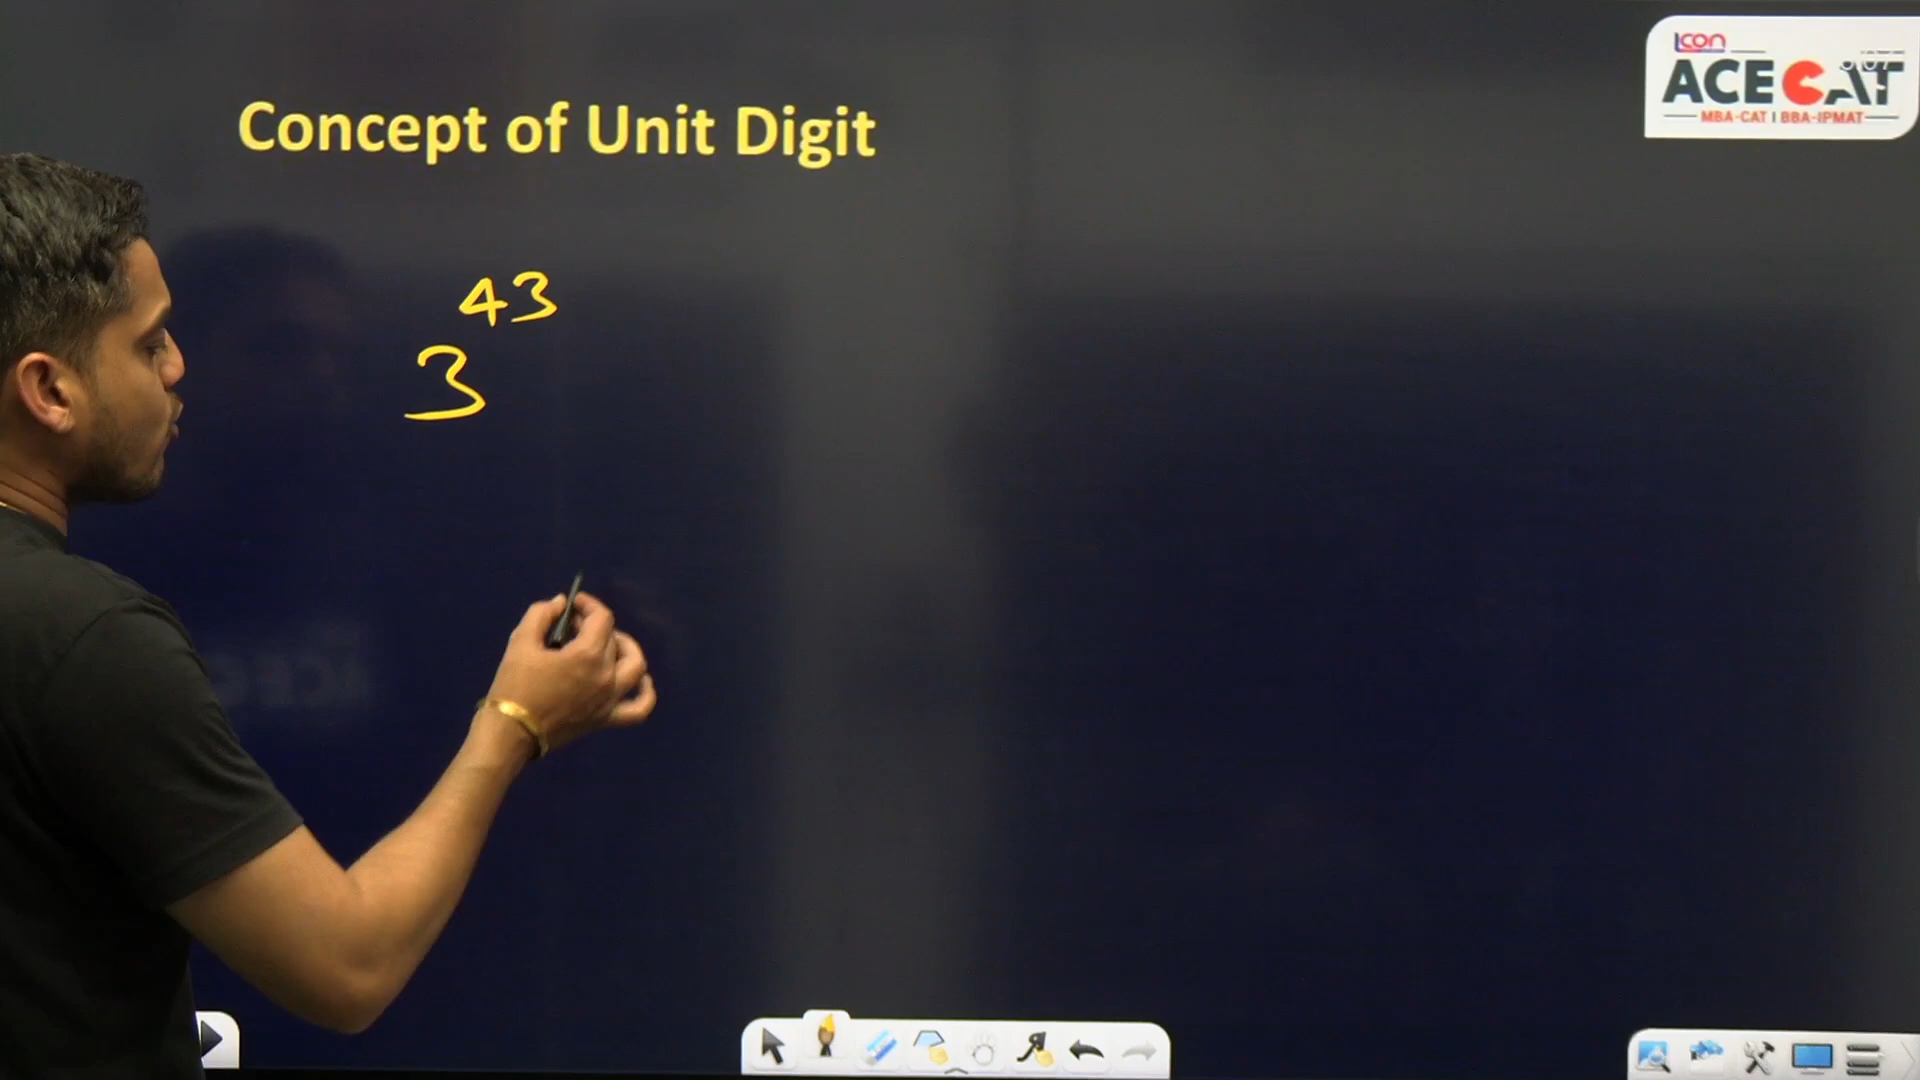 Concept of Unit Digit
43
3
Icon
ACE CAT
MBA-CAT | BBA-IPMAT